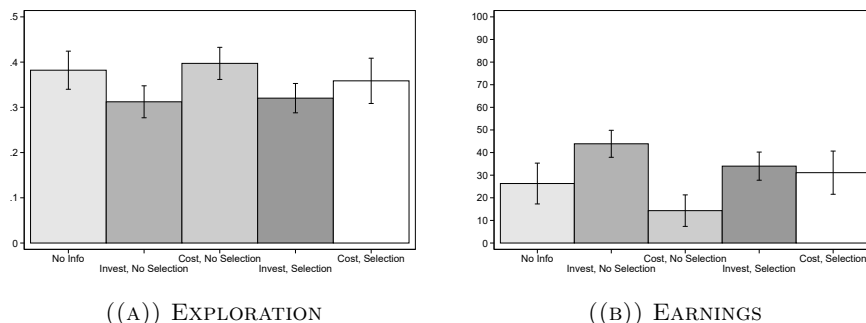 .5
.4
.3
.2
.1
0
No Info
Invest, No Selection
Cost, No Selection
Invest, Selection
Cost, Selection
((A)) EXPLORATION
100
90
80
70
60
50
40
30
20
10
0
No Info
Invest, No Selection
Cost, No Selection
Invest, Selection
Cost, Selection
((B)) EARNINGS